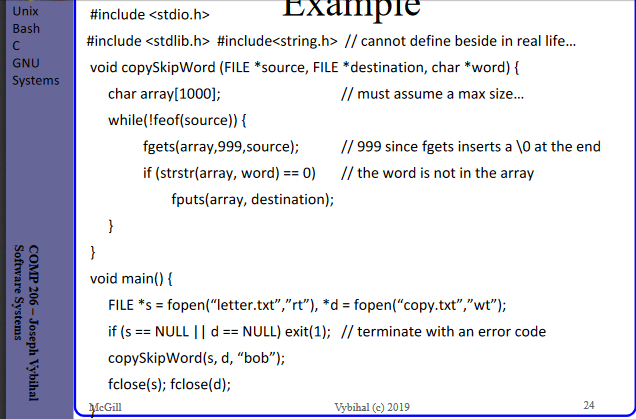 Unix
Bash
C
GNU
Systems
COMP 206 – Joseph Vybihal
Software Systems
Example
#include <stdio.h>
#include <stdlib.h> #include<string.h> // cannot define beside in real life…
void copySkipWord (FILE *source, FILE *destination, char *word) {
char array[1000]; // must assume a max size…
while(!feof(source)) {
fgets(array,999,source); // 999 since fgets inserts a \0 at the end
if (strstr(array, word) == 0) // the word is not in the array
fputs(array, destination);
}
}
void main() {
FILE *s = fopen(“letter.txt”,”rt”), *d = fopen(“copy.txt”,”wt”);
if (s == NULL || d == NULL) exit(1); // terminate with an error code
copySkipWord(s, d, “bob”);
fclose(s); fclose(d);
}
McGill Vybihal (c) 2019 24